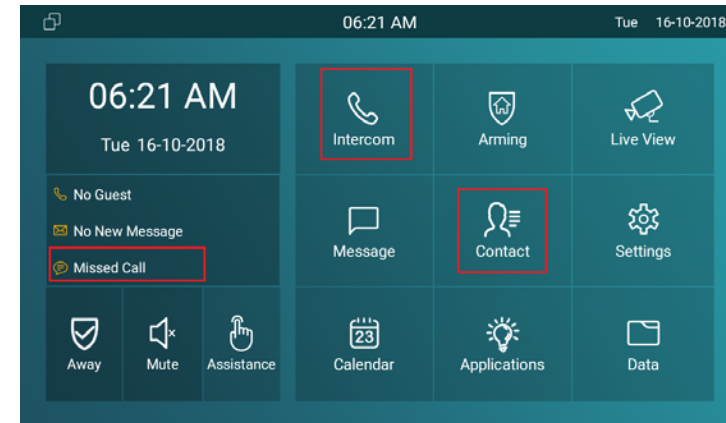 06:21 AM
Tue 16-10-2018
06:21 AM
Tue 16-10-2018
No Guest
No New Message
Missed Call
Away
Mute
Assistance
Intercom
Arming
Live View
Message
Contact
Settings
23
Calendar
Applications
Data